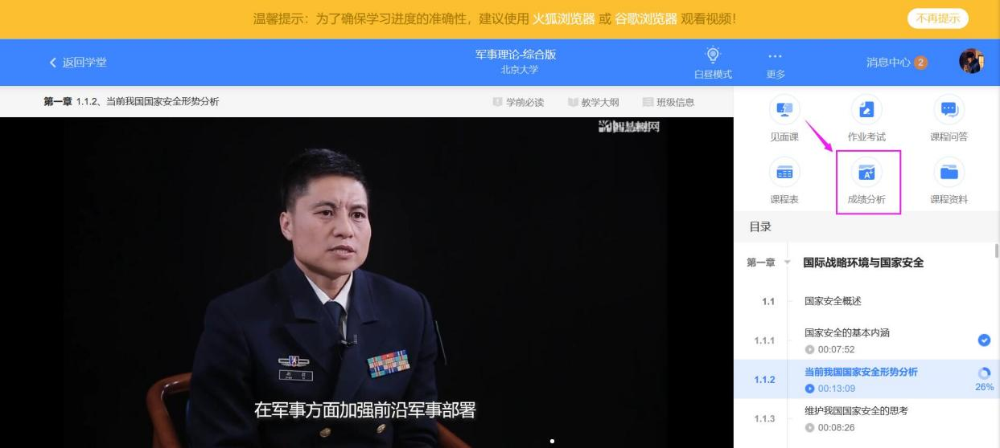 温馨提示：为了确保学习进度的准确性，建议使用 火狐浏览器 或 谷歌浏览器 观看视频！
不再提示
返回学堂
军事理论-综合版
北京大学
白昼模式
更多
消息中心 2
第一章 1.1.2、当前我国国家安全形势分析
学前必读
教学大纲
班级信息
智慧树网
见面课
作业考试
课程问答
课程表
成绩分析
课程资料
目录
第一章 国际战略环境与国家安全
1.1 国家安全概述
1.1.1 国家安全的基本内涵
00:07:52
1.1.2 当前我国国家安全形势分析
00:13:09
26%
1.1.3 维护我国国家安全的思考
00:08:26
在军事方面加强前沿军事部署